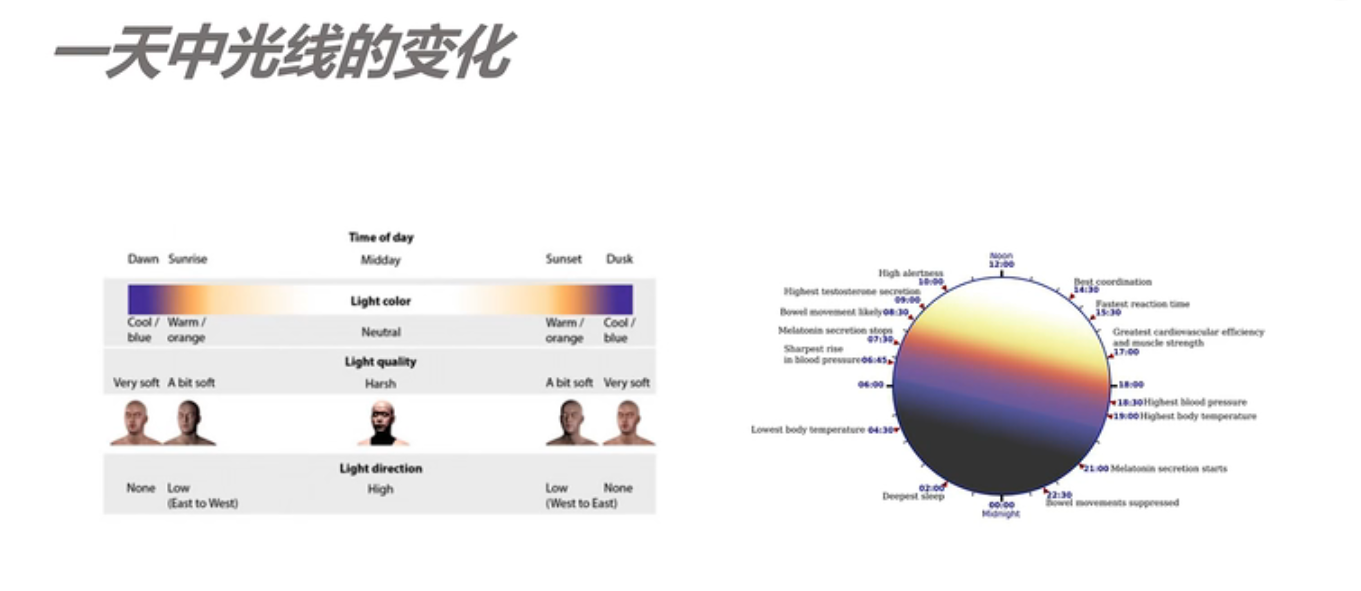 一天中光线的变化
Time of day
Dawn Sunrise Midday Sunset Dusk
Light color
Cool / Warm / Neutral Warm / Cool /
blue orange orange blue
Light quality
Very soft A bit soft Harsh A bit soft Very soft
Light direction
None Low High Low None
(East to West) (West to East)
Noon
12:00
High alertness
10:00
Highest testosterone secretion
09:00
Bowel movement likely 08:30
Melatonin secretion stops
07:30
Sharpest rise
in blood pressure 06:45
06:00
Lowest body temperature 04:30
02:00
Deepest sleep
00:00
Midnight
Best coordination
14:30
Fastest reaction time
15:30
Greatest cardiovascular efficiency
and muscle strength
17:00
18:00
18:30 Highest blood pressure
19:00 Highest body temperature
21:00 Melatonin secretion starts
22:30
Bowel movements suppressed